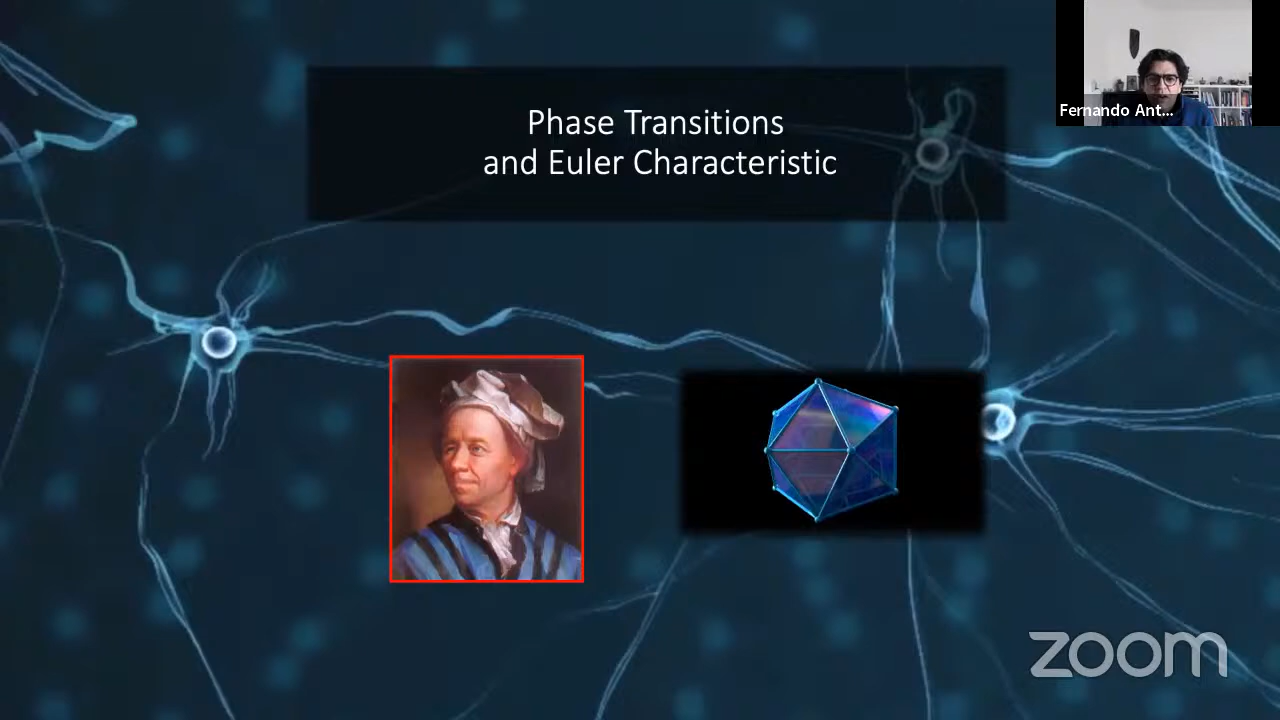 Phase Transitions
and Euler Characteristic
Fernando Ant...
zoom